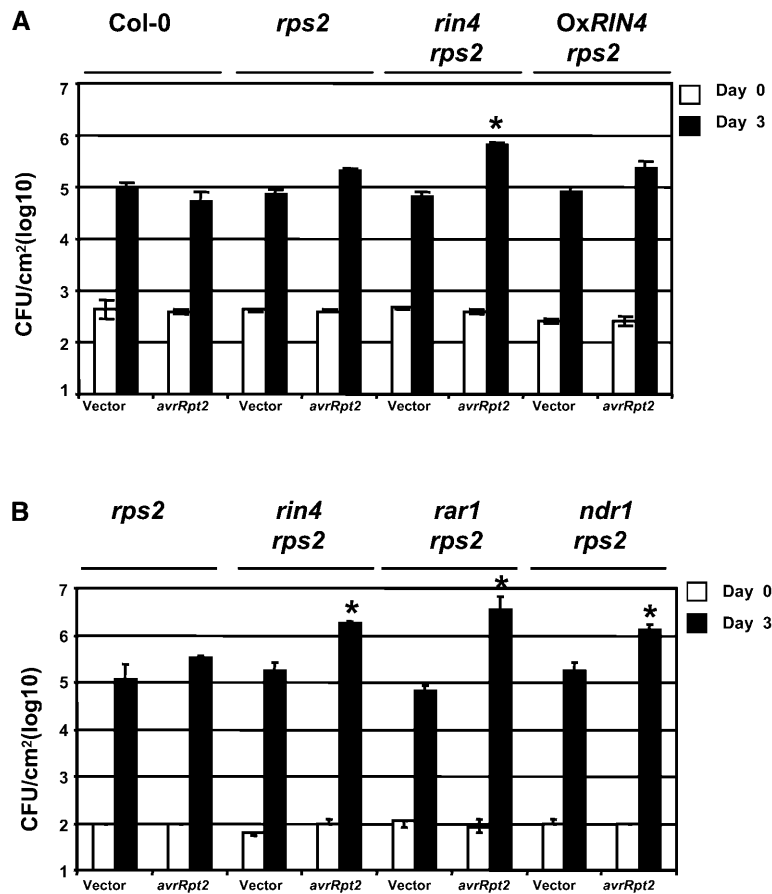 A
Col-0 rps2 rin4 OxRIN4
rps2 rps2
7
6
5
4
3
2
1
CFU/cm2(log10)
*
Day 0
Day 3
Vector avrRpt2 Vector avrRpt2 Vector avrRpt2 Vector avrRpt2
B
rps2 rin4 rar1 ndr1
rps2 rps2 rps2
7
6
5
4
3
2
1
CFU/cm2(log10)
* * *
Day 0
Day 3
Vector avrRpt2 Vector avrRpt2 Vector avrRpt2 Vector avrRpt2